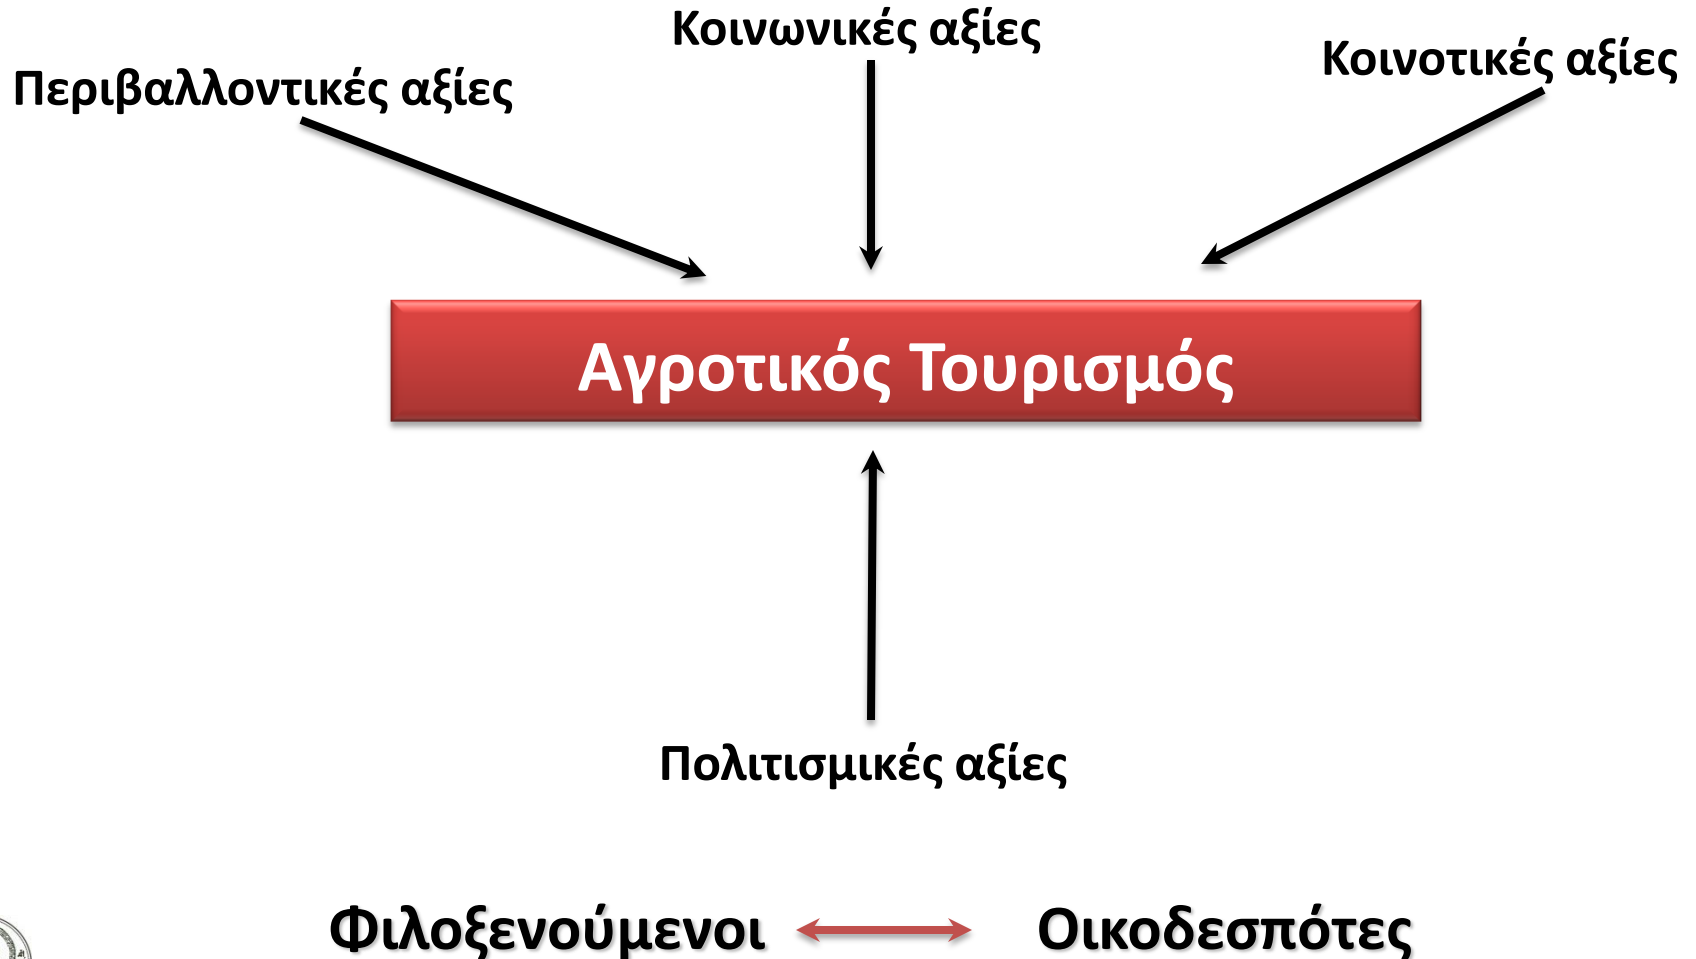 Κοινωνικές αξίες
Κοινοτικές αξίες
Περιβαλλοντικές αξίες
Αγροτικός Τουρισμός
Πολιτισμικές αξίες
Φιλοξενούμενοι Οικοδεσπότες